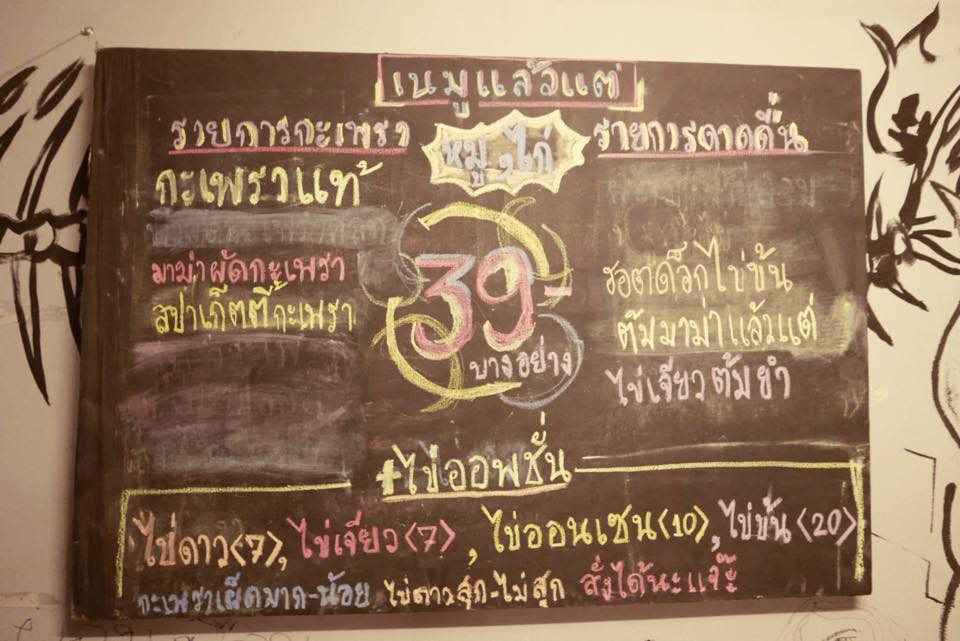 เนมูแล้วแต่
รายการกะเพรา
หมู,ไก่
รายการดาดดื่น
กะเพราแท้
มาม่าผัดกะเพรา
สปาเก็ตตี้กะเพรา
39-
บางอย่าง
รอตดว็กไข่ข้น
ต้มมาม่าแล้วแต่
ไข่เจียวต้มยำ
+ไข่ออพชั่น
ไข่ดาว<7>, ไข่เจียว<7>, ไข่ออนเซน<10>, ไข่ข้น<20>
กะเพราเผ็ดมาก-น้อย ไข่ดาวสุก-ไม่สุก สั่งได้นะแจ๊ะ